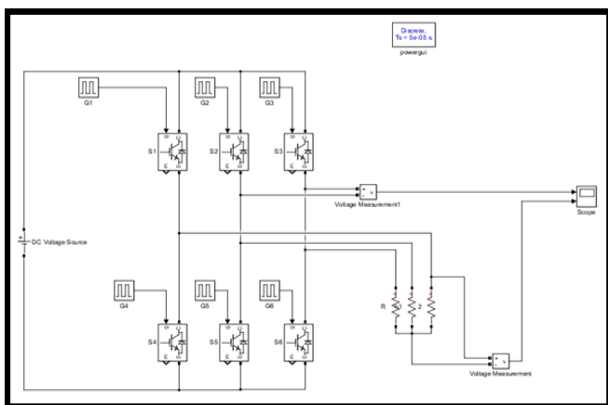 Discrete,
Ts = 5e-05 s.
powergui
G1
G2
G3
g C
E
S1
g C
E
S2
g C
E
S3
+
-
v
Voltage Measurement1
Scope
DC Voltage Source
G4
G5
G6
R
2
g C
E
S4
g C
E
S5
g C
E
S6
+
-
v
Voltage Measurement